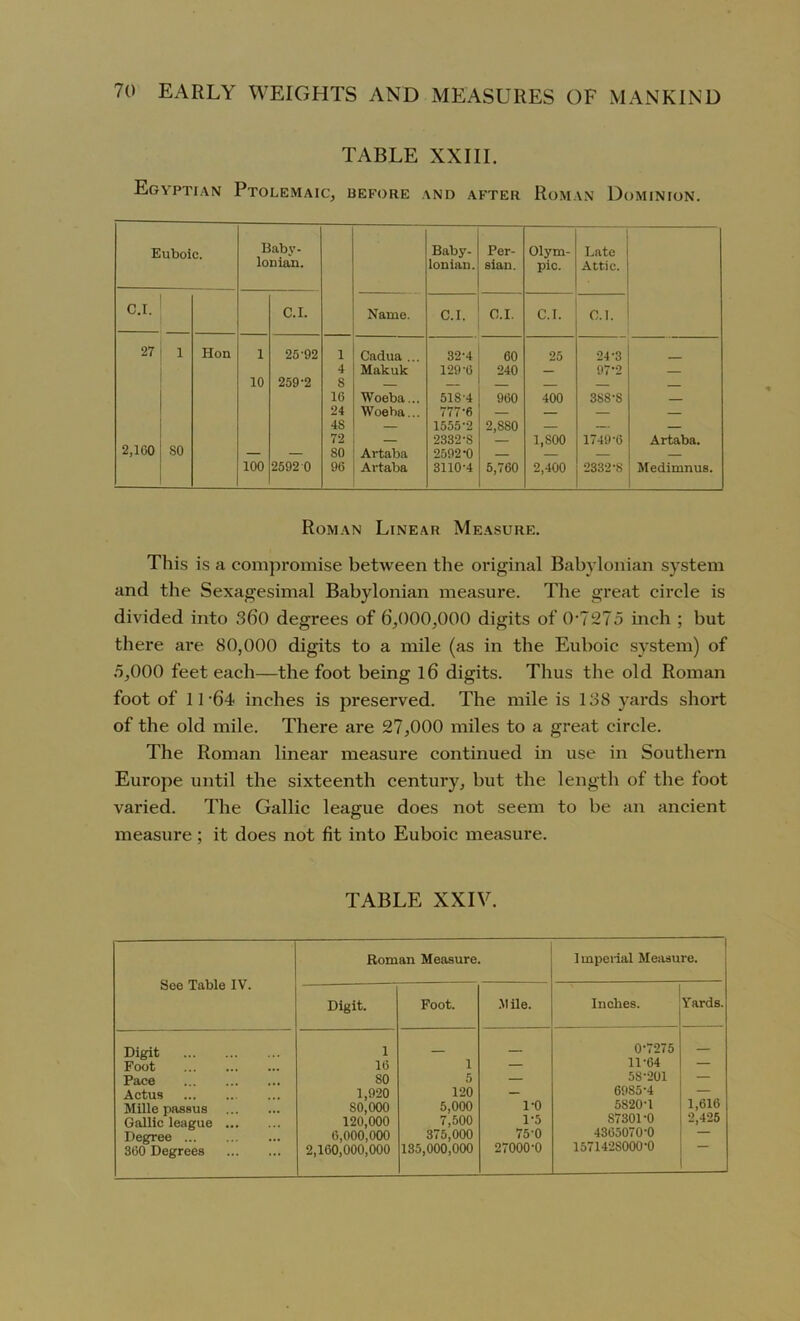 70 EARLY WEIGHTS AND MEASURES OF MANKIND
TABLE XXIII.
Egyptian Ptolemaic, before and after Roman Dominion.
Euboic. Baby-lonian. Baby-lonian. Per-sian. Olym-pic. Late Attic.
C.I. C.I. Name. C.I. C.I. C.I. C.I.
27 1 Hon 1 25·92 1 Cadua ... 32·4 60 25 24·3 —
4 Makuk 129·6 240 — 97·2 —
10 259·2 8 — — — — — —
16 Woeba... 518·4 960 400 388·8 —
24 Woeba... 777·6 — — — —
48 — 1555·2 2,880 — — —
72 — 2332·8 — 1,800 1749·6 Artaba.
2,160 80 — — 80 Artaba 2592·0 — — — —
100 2592·0 96 Artaba 3110·4 5,760 2,400 2332·8 Medimnus.
Roman Linear Measure.
This is a compromise between the original Babylonian system
and the Sexagesimal Babylonian measure. The great circle is
divided into 360 degrees of 6,000,000 digits of 0·7275 inch ; but
there are 80,000 digits to a mile (as in the Euboic system) of
5,000 feet each—the foot being 16 digits. Thus the old Roman
foot of 11·64 inches is preserved. The mile is 138 yards short
of the old mile. There are 27,000 miles to a great circle.
The Roman linear measure continued in use in Southern
Europe until the sixteenth century, but the length of the foot
varied. The Gallic league does not seem to be an ancient
measure ; it does not fit into Euboic measure.
TABLE XXIV.
See Table IV. Roman Measure. Imperial Measure.
Digit. Foot. Mile. Inches. Yards.
Digit ... ... ... 1 — — 0·7275 —
Foot ... ... ... 16 1 — 11·64 —
Pace ... ... ... 80 5 — 58·201 —
Actus ... ... ... 1,920 120 — 6985·4 —
Mille passus ... ... 80,000 5,000 1·0 5820·1 1,616
Gallic league ... ... 120,000 7,500 1·5 87301·0 2,425
Degree ... ... ... 6,000,000 375,000 75·0 4365070·0 —
360 Degrees ... ... 2,160,000,000 135,000,000 27000·0 1571428000·0 —